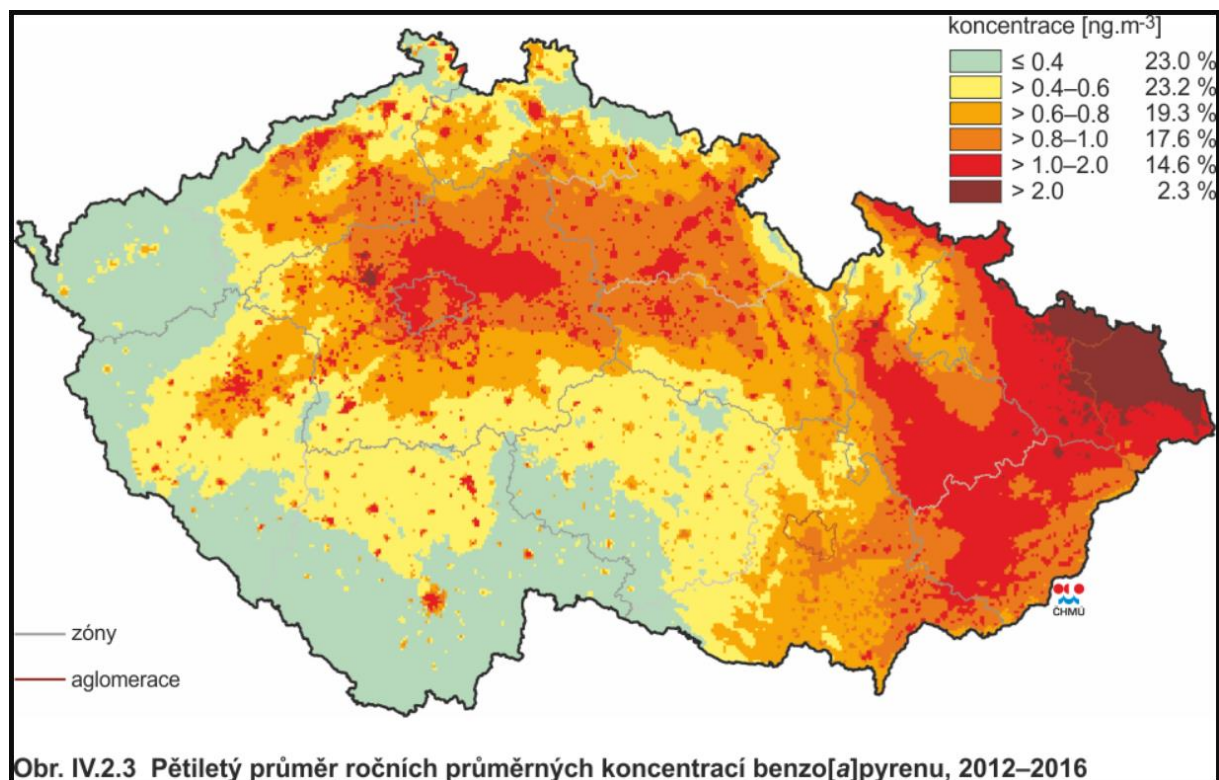 koncentrace [ng.m-3]
≤ 0.4 23.0 %
> 0.4–0.6 23.2 %
> 0.6–0.8 19.3 %
> 0.8–1.0 17.6 %
> 1.0–2.0 14.6 %
> 2.0 2.3 %
ČHMÚ
zóny
aglomerace
Obr. IV.2.3 Pětiletý průměr ročních průměrných koncentrací benzo[a]pyrenu, 2012–2016